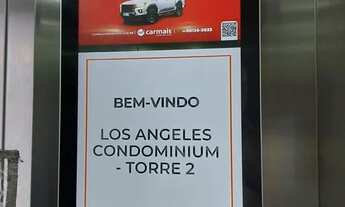 carmais
BEM-VINDO
LOS ANGELES
CONDOMINIUM
- TORRE 2